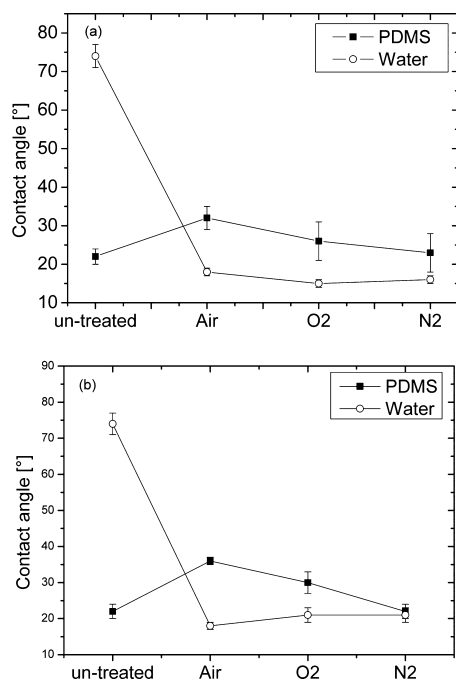 (a)
PDMS
Water
Contact angle [°]
85
80
70
60
50
40
30
20
10
un-treated Air O2 N2
(b)
PDMS
Water
Contact angle [°]
90
80
70
60
50
40
30
20
10
un-treated Air O2 N2